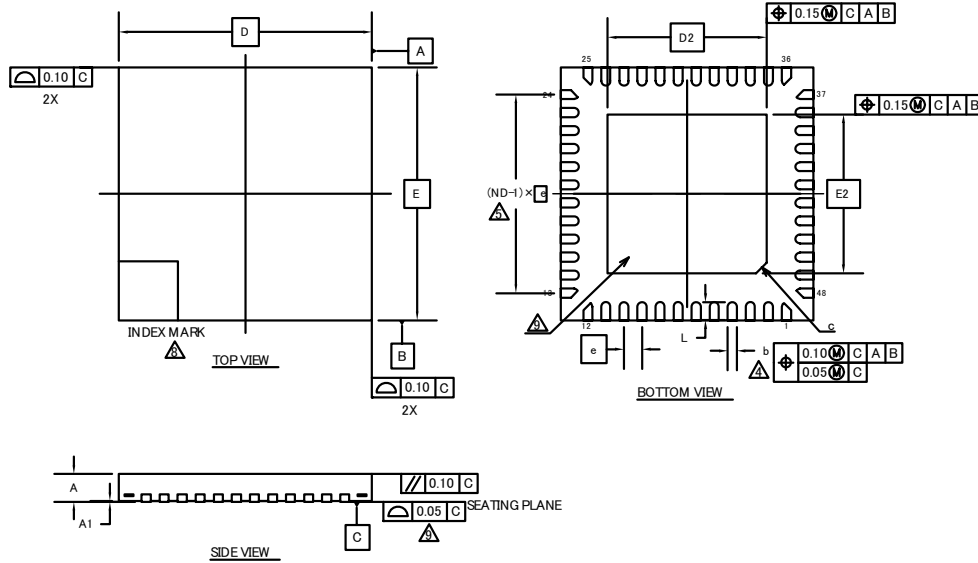 D
A
0.10 C
2X
E
INDEX MARK
8
TOP VIEW
B
0.10 C
2X
0.15 Ⓜ C A B
D2
25
36
24
37
0.15 Ⓜ C A B
(ND-1)× e
5
E2
13
48
9
12
1
c
e
L
b
4
0.10 Ⓜ C A B
0.05 Ⓜ C
BOTTOM VIEW
A
A1
// 0.10 C
SEATING PLANE
0.05 C
9
C
SIDE VIEW